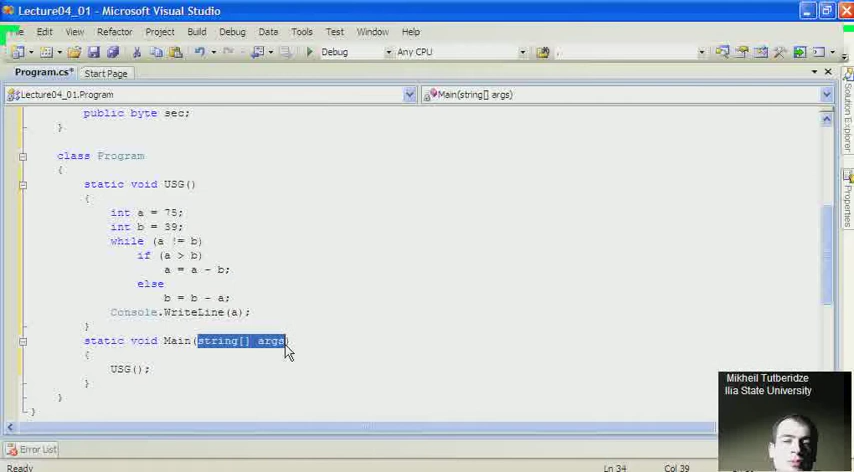 Lecture04_01 - Microsoft Visual Studio
Edit View Refactor Project Build Debug Data Tools Test Window Help
Debug Any CPU
Program.cs* Start Page
Lecture04_01.Program Main(string[] args)
public byte sec;
}
class Program
{
static void USG()
{
int a = 75;
int b = 39;
while (a != b)
if (a > b)
a = a - b;
else
b = b - a;
Console.WriteLine(a);
}
static void Main(string[] args)
{
USG();
}
}
}
Solution Explorer
Properties
Mikheil Tutberidze
Ilia State University
Error List
Ready Ln 34 Col 39